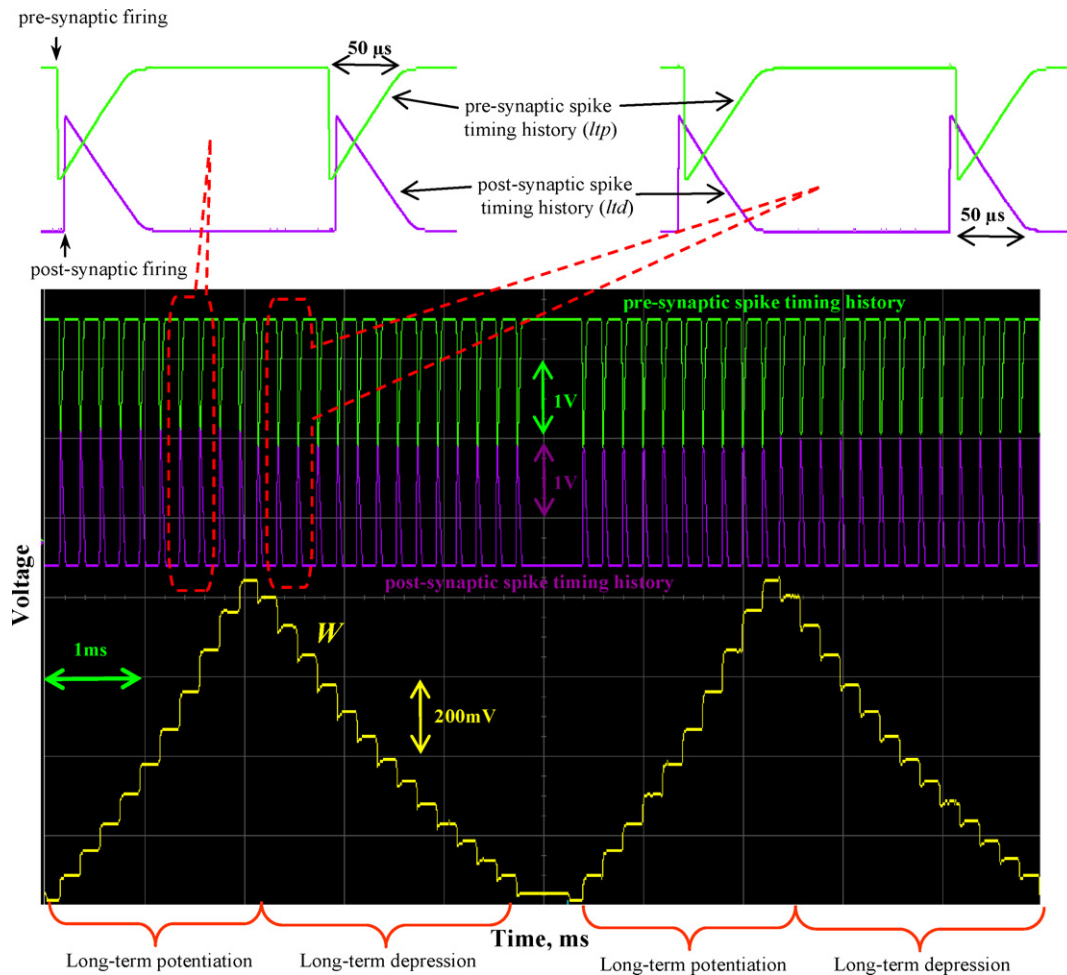 pre-synaptic firing
50 µs
pre-synaptic spike
timing history (ltp)
post-synaptic spike
timing history (ltd)
50 µs
post-synaptic firing
pre-synaptic spike timing history
1V
1V
post-synaptic spike timing history
Voltage
W
1ms
200mV
Time, ms
Long-term potentiation
Long-term depression
Long-term potentiation
Long-term depression